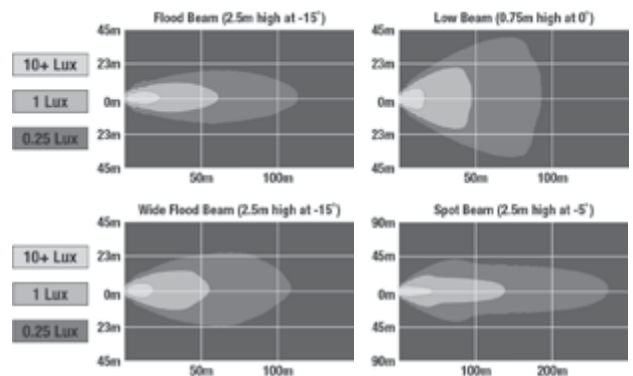 Flood Beam (2.5m high at -15˚)
45m
23m
0m
23m
45m
50m
100m
10+ Lux
1 Lux
0.25 Lux
Low Beam (0.75m high at 0˚)
45m
23m
0m
23m
45m
50m
100m
Wide Flood Beam (2.5m high at -15˚)
45m
23m
0m
23m
45m
50m
100m
10+ Lux
1 Lux
0.25 Lux
Spot Beam (2.5m high at -5˚)
90m
45m
0m
45m
90m
100m
200m